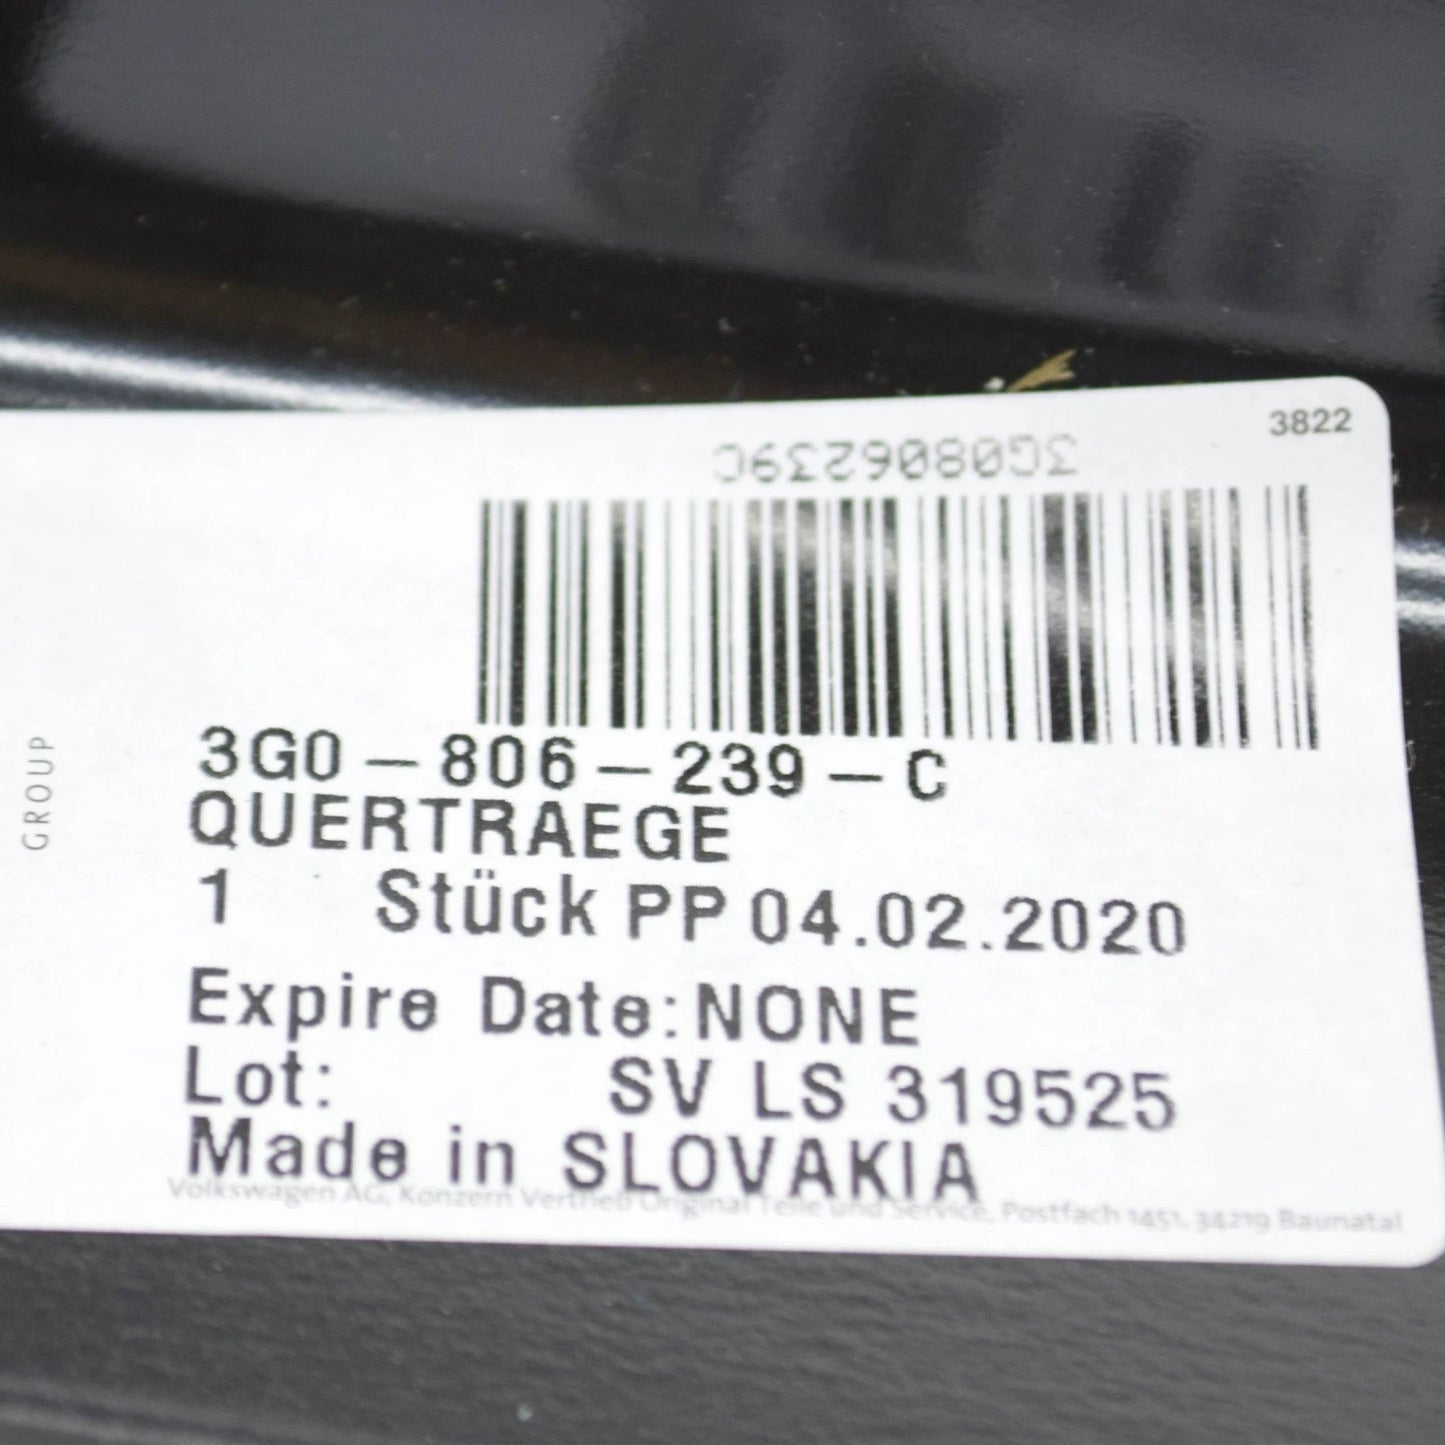 3822
3G0806239C
3G0-806-239-C
QUERTRAEGE
1 Stück PP 04.02.2020
Expire Date:NONE
Lot: SV LS 319525
Made in SLOVAKIA
Volkswagen AG, Konzern Vertrieb Original Teile und Service, Postfach 1451, 34219 Baunatal
GROUP